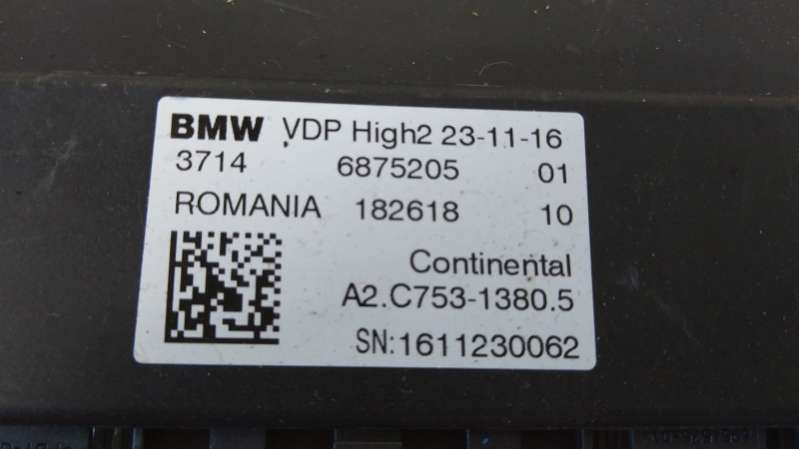 BMW VDP High2 23-11-16
3714 6875205 01
ROMANIA 182618 10
Continental
A2.C753-1380.5
SN:1611230062